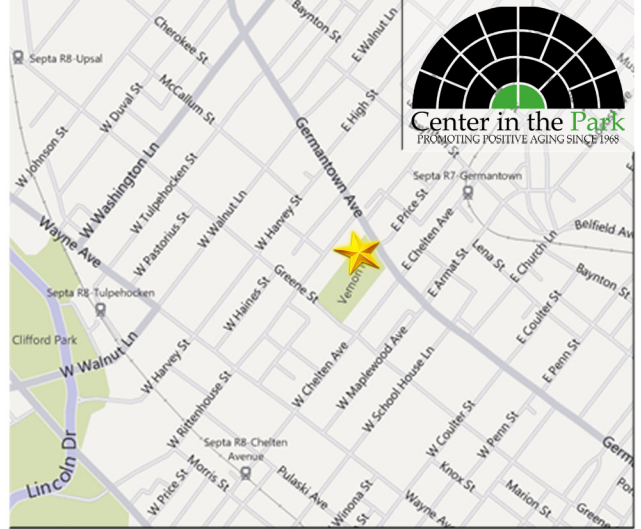 Center in the Park
PROMOTING POSITIVE AGING SINCE 1968
Baynton St
E Walnut Ln
Cherokee St
Septa R8-Upsal
McCallum St
W Duval St
E High St
Germantown Ave
W Johnson St
W Washington Ln
W Tulpehocken St
Septa R7-Germantown
W Pastorius St
W Walnut Ln
W Harvey St
E Price St
E Chelten Ave
Wayne Ave
Lena St
E Church Ln
Belfield Av
E Armat St
Greene St
Vernon
Baynton St
Septa R8-Tulpehocken
W Haines St
E Coulter St
Clifford Park
W Walnut Ln
W Harvey St
W Chelten Ave
W Maplewood Ave
W School House Ln
E Penn St
W Rittenhouse St
Lincoln Dr
Septa R8-Chelten
Avenue
W Coulter St
W Penn St
Germ
Morris St
W Price St
Pulaski Ave
Winona St
Knox St
Wayne Av
Marion St